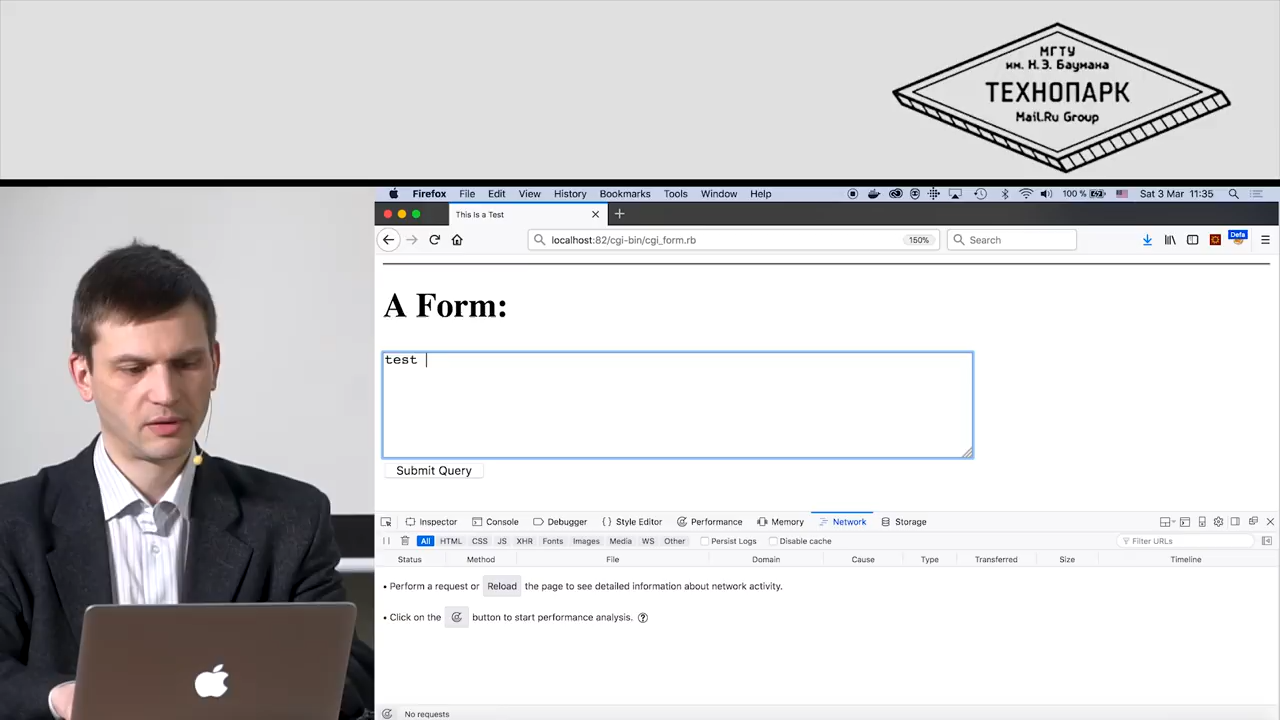 МГТУ
им. Н.Э. Баумана
ТЕХНОПАРК
Mail.Ru Group
Firefox File Edit View History Bookmarks Tools Window Help 100 % Sat 3 Mar 11:35
This Is a Test
localhost:82/cgi-bin/cgi_form.rb 150% Search Defa
A Form:
test
Submit Query
Inspector Console Debugger Style Editor Performance Memory Network Storage
All HTML CSS JS XHR Fonts Images Media WS Other Persist Logs Disable cache Filter URLs
Status Method File Domain Cause Type Transferred Size Timeline
• Perform a request or Reload the page to see detailed information about network activity.
• Click on the button to start performance analysis. ?
No requests